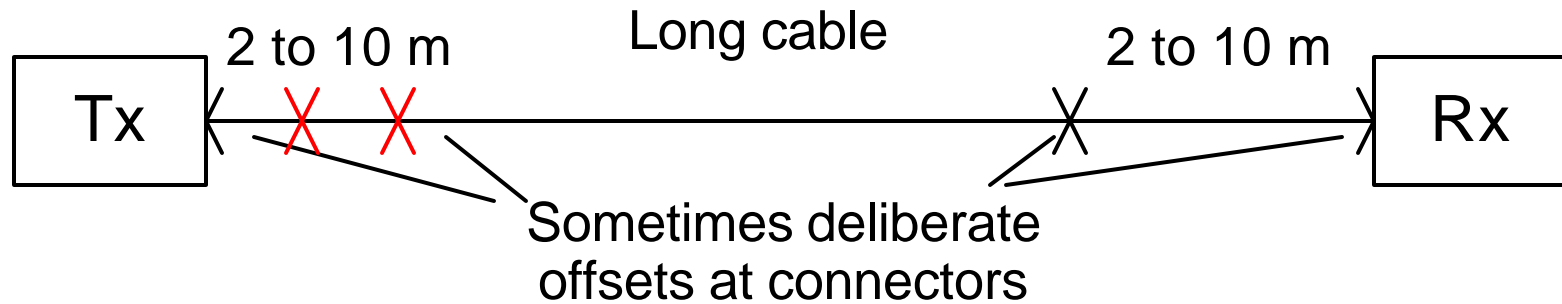 Long cable
2 to 10 m
2 to 10 m
Tx
Rx
Sometimes deliberate
offsets at connectors